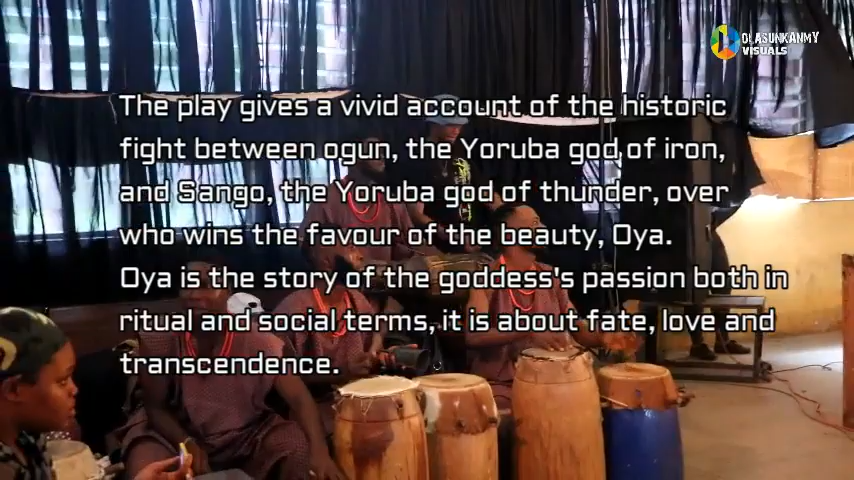 OLASUNKANMY
VISUALS
The play gives a vivid account of the historic
fight between ogun, the Yoruba god of iron,
and Sango, the Yoruba god of thunder, over
who wins the favour of the beauty, Oya.
Oya is the story of the goddess's passion both in
ritual and social terms, it is about fate, love and
transcendence.